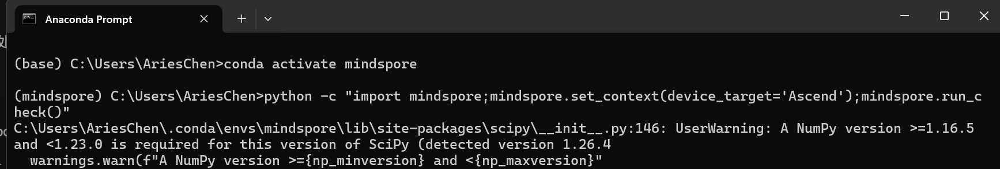 Anaconda Prompt
(base) C:\Users\AriesChen>conda activate mindspore
(mindspore) C:\Users\AriesChen>python -c "import mindspore;mindspore.set_context(device_target='Ascend');mindspore.run_c
heck()"
C:\Users\AriesChen\.conda\envs\mindspore\lib\site-packages\scipy\__init__.py:146: UserWarning: A NumPy version >=1.16.5
and <1.23.0 is required for this version of SciPy (detected version 1.26.4
  warnings.warn(f"A NumPy version >={np_minversion} and <{np_maxversion}"